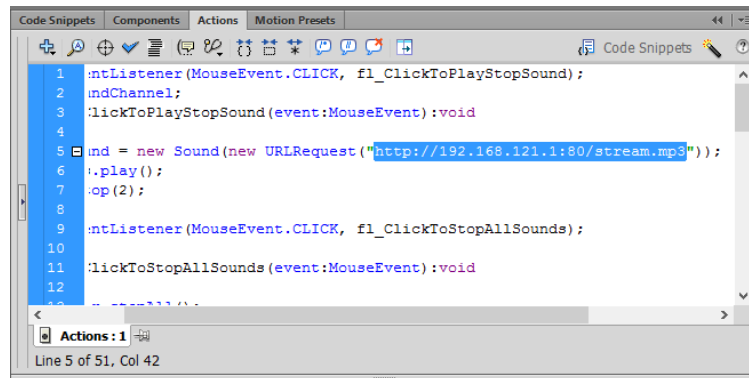 Code Snippets Components Actions Motion Presets
Code Snippets
1 entListener(MouseEvent.CLICK, fl_ClickToPlayStopSound);
2 indChannel;
3 ClickToPlayStopSound(event:MouseEvent):void
4
5 ind = new Sound(new URLRequest("http://192.168.121.1:80/stream.mp3"));
6 .play();
7 op(2);
8
9 entListener(MouseEvent.CLICK, fl_ClickToStopAllSounds);
10
11 ClickToStopAllSounds(event:MouseEvent):void
12
Actions : 1
Line 5 of 51, Col 42